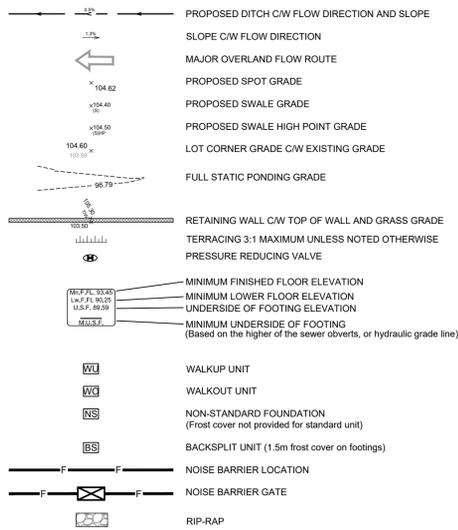 0.5%
PROPOSED DITCH C/W FLOW DIRECTION AND SLOPE
1.3%
SLOPE C/W FLOW DIRECTION
MAJOR OVERLAND FLOW ROUTE
×104.62
PROPOSED SPOT GRADE
×104.40
(S)
PROPOSED SWALE GRADE
×104.50
(S)HP
PROPOSED SWALE HIGH POINT GRADE
104.60 ×
103.59
LOT CORNER GRADE C/W EXISTING GRADE
96.79
FULL STATIC PONDING GRADE
105.30
103.50
RETAINING WALL C/W TOP OF WALL AND GRASS GRADE
TERRACING 3:1 MAXIMUM UNLESS NOTED OTHERWISE
PRESSURE REDUCING VALVE
Mn,F,FL, 93,45
Lw,F,FL 90,25
U,S,F, 89,59
M,U,S,F,
MINIMUM FINISHED FLOOR ELEVATION
MINIMUM LOWER FLOOR ELEVATION
UNDERSIDE OF FOOTING ELEVATION
MINIMUM UNDERSIDE OF FOOTING
(Based on the higher of the sewer obverts, or hydraulic grade line)
WU WALKUP UNIT
WO WALKOUT UNIT
NS NON-STANDARD FOUNDATION
(Frost cover not provided for standard unit)
BS BACKSPLIT UNIT (1.5m frost cover on footings)
F F NOISE BARRIER LOCATION
F F NOISE BARRIER GATE
RIP-RAP